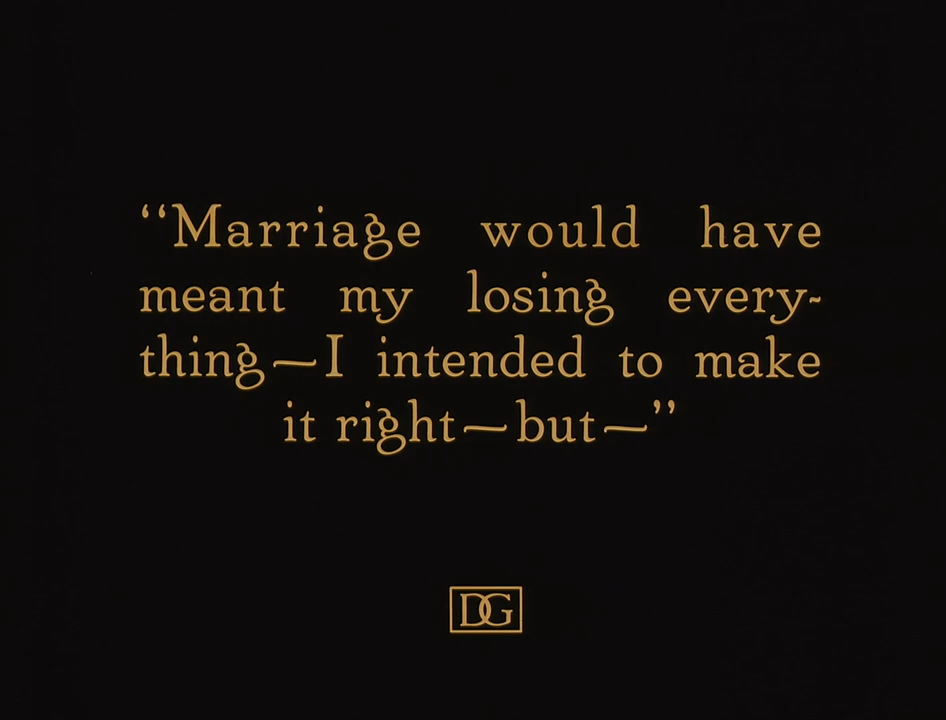 “Marriage would have
meant my losing every-
thing—I intended to make
it right—but—”
DG